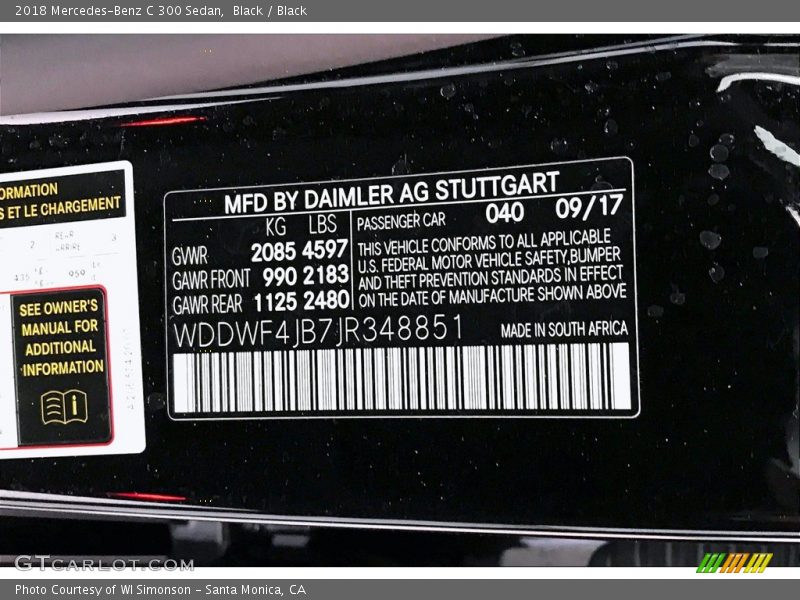 2018 Mercedes-Benz C 300 Sedan,  Black / Black
ORMATION
S ET LE CHARGEMENT
2
3
959
SEE OWNER'S
MANUAL FOR
ADDITIONAL
INFORMATION
MFD BY DAIMLER AG STUTTGART
KG LBS
GVWR 2085 4597
GAWR FRONT 990 2183
GAWR REAR 1125 2480
PASSENGER CAR 040 09/17
THIS VEHICLE CONFORMS TO ALL APPLICABLE
U.S. FEDERAL MOTOR VEHICLE SAFETY,BUMPER
AND THEFT PREVENTION STANDARDS IN EFFECT
ON THE DATE OF MANUFACTURE SHOWN ABOVE
WDDWF4JB7JR348851 MADE IN SOUTH AFRICA
GTCARLOT.COM
Photo Courtesy of WI Simonson - Santa Monica, CA